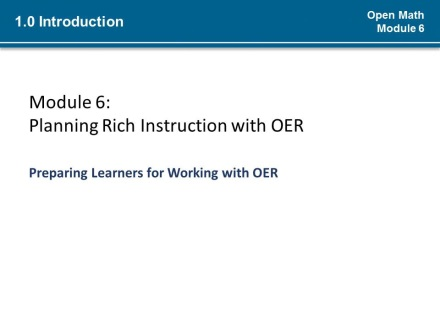 1.0 Introduction
Open Math
Module 6
Module 6:
Planning Rich Instruction with OER
Preparing Learners for Working with OER